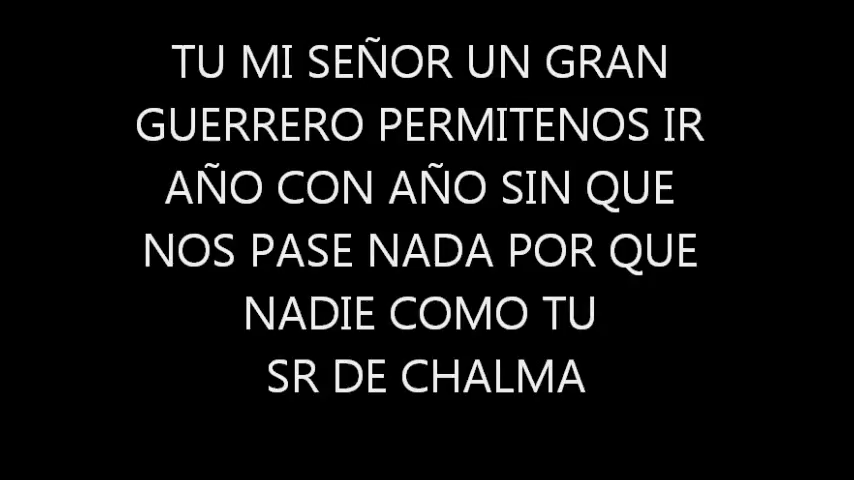 TU MI SEÑOR UN GRAN
GUERRERO PERMITENOS IR
AÑO CON AÑO SIN QUE
NOS PASE NADA POR QUE
NADIE COMO TU
SR DE CHALMA